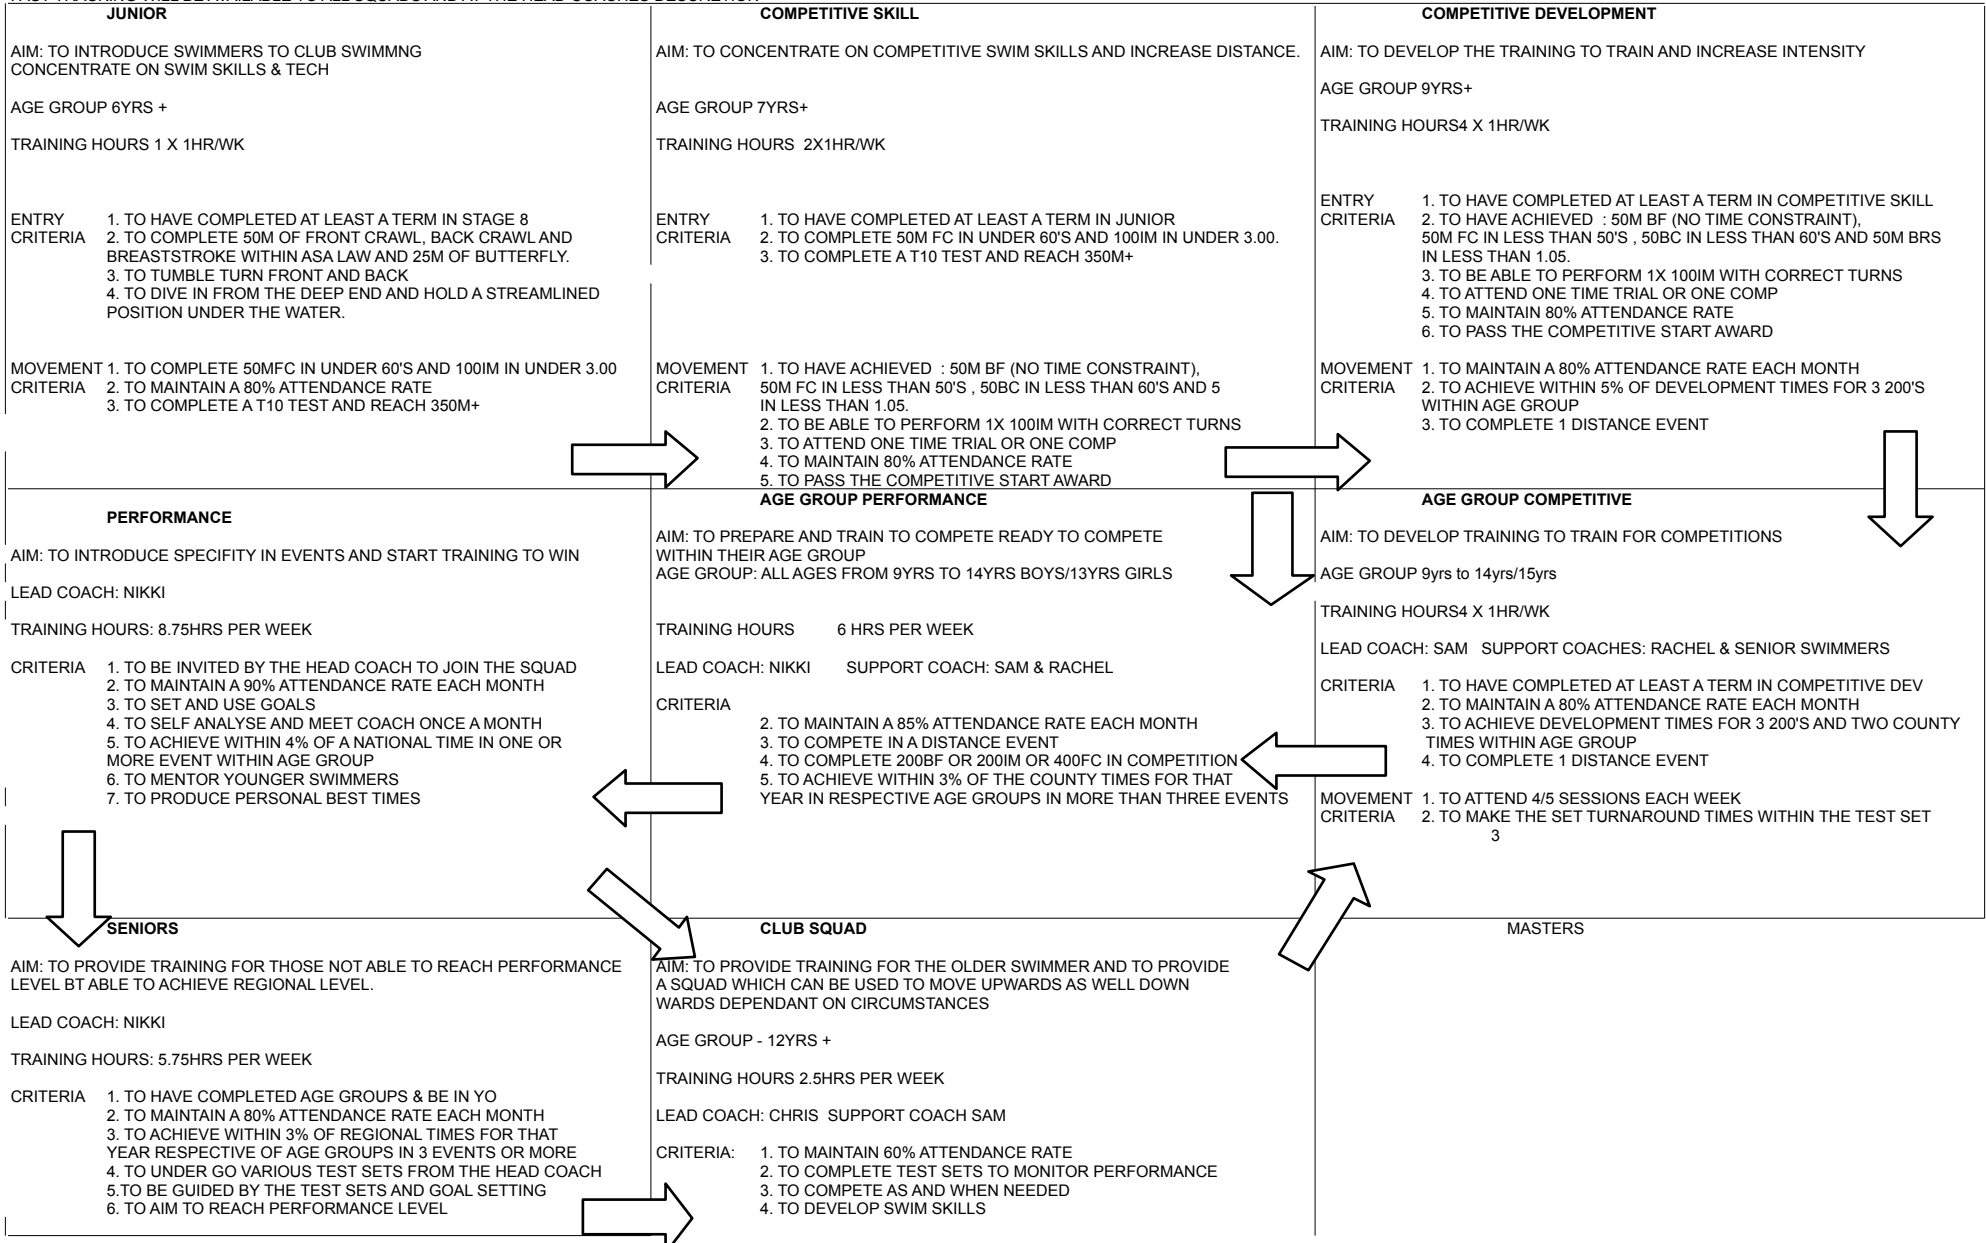 FAST TRACKING WILL BE AVAILABLE TO ALL SQUADS AND AT THE HEAD COACHES
JUNIOR
AIM: TO INTRODUCE SWIMMERS TO CLUB SWIMMNG
CONCENTRATE ON SWIM SKILLS & TECH
AGE GROUP 6YRS +
TRAINING HOURS 1 X 1HR/WK
ENTRY 1. TO HAVE COMPLETED AT LEAST A TERM IN STAGE 8
CRITERIA 2. TO COMPLETE 50M OF FRONT CRAWL, BACK CRAWL AND
BREASTSTROKE WITHIN ASA LAW AND 25M OF BUTTERFLY.
3. TO TUMBLE TURN FRONT AND BACK
4. TO DIVE IN FROM THE DEEP END AND HOLD A STREAMLINED
POSITION UNDER THE WATER.
MOVEMENT 1. TO COMPLETE 50MFC IN UNDER 60'S AND 100IM IN UNDER 3.00
CRITERIA 2. TO MAINTAIN A 80% ATTENDANCE RATE
3. TO COMPLETE A T10 TEST AND REACH 350M+
COMPETITIVE SKILL
AIM: TO CONCENTRATE ON COMPETITIVE SWIM SKILLS AND INCREASE DISTANCE.
AGE GROUP 7YRS+
TRAINING HOURS 2X1HR/WK
ENTRY 1. TO HAVE COMPLETED AT LEAST A TERM IN JUNIOR
CRITERIA 2. TO COMPLETE 50M FC IN UNDER 60'S AND 100IM IN UNDER 3.00.
3. TO COMPLETE A T10 TEST AND REACH 350M+
MOVEMENT 1. TO HAVE ACHIEVED : 50M BF (NO TIME CONSTRAINT),
CRITERIA 50M FC IN LESS THAN 50'S , 50BC IN LESS THAN 60'S AND 5
IN LESS THAN 1.05.
2. TO BE ABLE TO PERFORM 1X 100IM WITH CORRECT TURNS
3. TO ATTEND ONE TIME TRIAL OR ONE COMP
4. TO MAINTAIN 80% ATTENDANCE RATE
5. TO PASS THE COMPETITIVE START AWARD
COMPETITIVE DEVELOPMENT
AIM: TO DEVELOP THE TRAINING TO TRAIN AND INCREASE INTENSITY
AGE GROUP 9YRS+
TRAINING HOURS4 X 1HR/WK
ENTRY 1. TO HAVE COMPLETED AT LEAST A TERM IN COMPETITIVE SKILL
CRITERIA 2. TO HAVE ACHIEVED : 50M BF (NO TIME CONSTRAINT),
50M FC IN LESS THAN 50'S , 50BC IN LESS THAN 60'S AND 50M BRS
IN LESS THAN 1.05.
3. TO BE ABLE TO PERFORM 1X 100IM WITH CORRECT TURNS
4. TO ATTEND ONE TIME TRIAL OR ONE COMP
5. TO MAINTAIN 80% ATTENDANCE RATE
6. TO PASS THE COMPETITIVE START AWARD
MOVEMENT 1. TO MAINTAIN A 80% ATTENDANCE RATE EACH MONTH
CRITERIA 2. TO ACHIEVE WITHIN 5% OF DEVELOPMENT TIMES FOR 3 200'S
WITHIN AGE GROUP
3. TO COMPLETE 1 DISTANCE EVENT
PERFORMANCE
AIM: TO INTRODUCE SPECIFITY IN EVENTS AND START TRAINING TO WIN
LEAD COACH: NIKKI
TRAINING HOURS: 8.75HRS PER WEEK
CRITERIA 1. TO BE INVITED BY THE HEAD COACH TO JOIN THE SQUAD
2. TO MAINTAIN A 90% ATTENDANCE RATE EACH MONTH
3. TO SET AND USE GOALS
4. TO SELF ANALYSE AND MEET COACH ONCE A MONTH
5. TO ACHIEVE WITHIN 4% OF A NATIONAL TIME IN ONE OR
MORE EVENT WITHIN AGE GROUP
6. TO MENTOR YOUNGER SWIMMERS
7. TO PRODUCE PERSONAL BEST TIMES
AGE GROUP PERFORMANCE
AIM: TO PREPARE AND TRAIN TO COMPETE READY TO COMPETE
WITHIN THEIR AGE GROUP
AGE GROUP: ALL AGES FROM 9YRS TO 14YRS BOYS/13YRS GIRLS
TRAINING HOURS 6 HRS PER WEEK
LEAD COACH: NIKKI SUPPORT COACH: SAM & RACHEL
CRITERIA
2. TO MAINTAIN A 85% ATTENDANCE RATE EACH MONTH
3. TO COMPETE IN A DISTANCE EVENT
4. TO COMPLETE 200BF OR 200IM OR 400FC IN COMPETITION
5. TO ACHIEVE WITHIN 3% OF THE COUNTY TIMES FOR THAT
YEAR IN RESPECTIVE AGE GROUPS IN MORE THAN THREE EVENTS
AGE GROUP COMPETITIVE
AIM: TO DEVELOP TRAINING TO TRAIN FOR COMPETITIONS
AGE GROUP 9yrs to 14yrs/15yrs
TRAINING HOURS4 X 1HR/WK
LEAD COACH: SAM SUPPORT COACHES: RACHEL & SENIOR SWIMMERS
CRITERIA 1. TO HAVE COMPLETED AT LEAST A TERM IN COMPETITIVE DEV
2. TO MAINTAIN A 80% ATTENDANCE RATE EACH MONTH
3. TO ACHIEVE DEVELOPMENT TIMES FOR 3 200'S AND TWO COUNTY
TIMES WITHIN AGE GROUP
4. TO COMPLETE 1 DISTANCE EVENT
MOVEMENT 1. TO ATTEND 4/5 SESSIONS EACH WEEK
CRITERIA 2. TO MAKE THE SET TURNAROUND TIMES WITHIN THE TEST SET
3
SENIORS
AIM: TO PROVIDE TRAINING FOR THOSE NOT ABLE TO REACH PERFORMANCE
LEVEL BT ABLE TO ACHIEVE REGIONAL LEVEL.
LEAD COACH: NIKKI
TRAINING HOURS: 5.75HRS PER WEEK
CRITERIA 1. TO HAVE COMPLETED AGE GROUPS & BE IN YO
2. TO MAINTAIN A 80% ATTENDANCE RATE EACH MONTH
3. TO ACHIEVE WITHIN 3% OF REGIONAL TIMES FOR THAT
YEAR RESPECTIVE OF AGE GROUPS IN 3 EVENTS OR MORE
4. TO UNDER GO VARIOUS TEST SETS FROM THE HEAD COACH
5.TO BE GUIDED BY THE TEST SETS AND GOAL SETTING
6. TO AIM TO REACH PERFORMANCE LEVEL
CLUB SQUAD
AIM: TO PROVIDE TRAINING FOR THE OLDER SWIMMER AND TO PROVIDE
A SQUAD WHICH CAN BE USED TO MOVE UPWARDS AS WELL DOWN
WARDS DEPENDANT ON CIRCUMSTANCES
AGE GROUP - 12YRS +
TRAINING HOURS 2.5HRS PER WEEK
LEAD COACH: CHRIS SUPPORT COACH SAM
CRITERIA: 1. TO MAINTAIN 60% ATTENDANCE RATE
2. TO COMPLETE TEST SETS TO MONITOR PERFORMANCE
3. TO COMPETE AS AND WHEN NEEDED
4. TO DEVELOP SWIM SKILLS
MASTERS